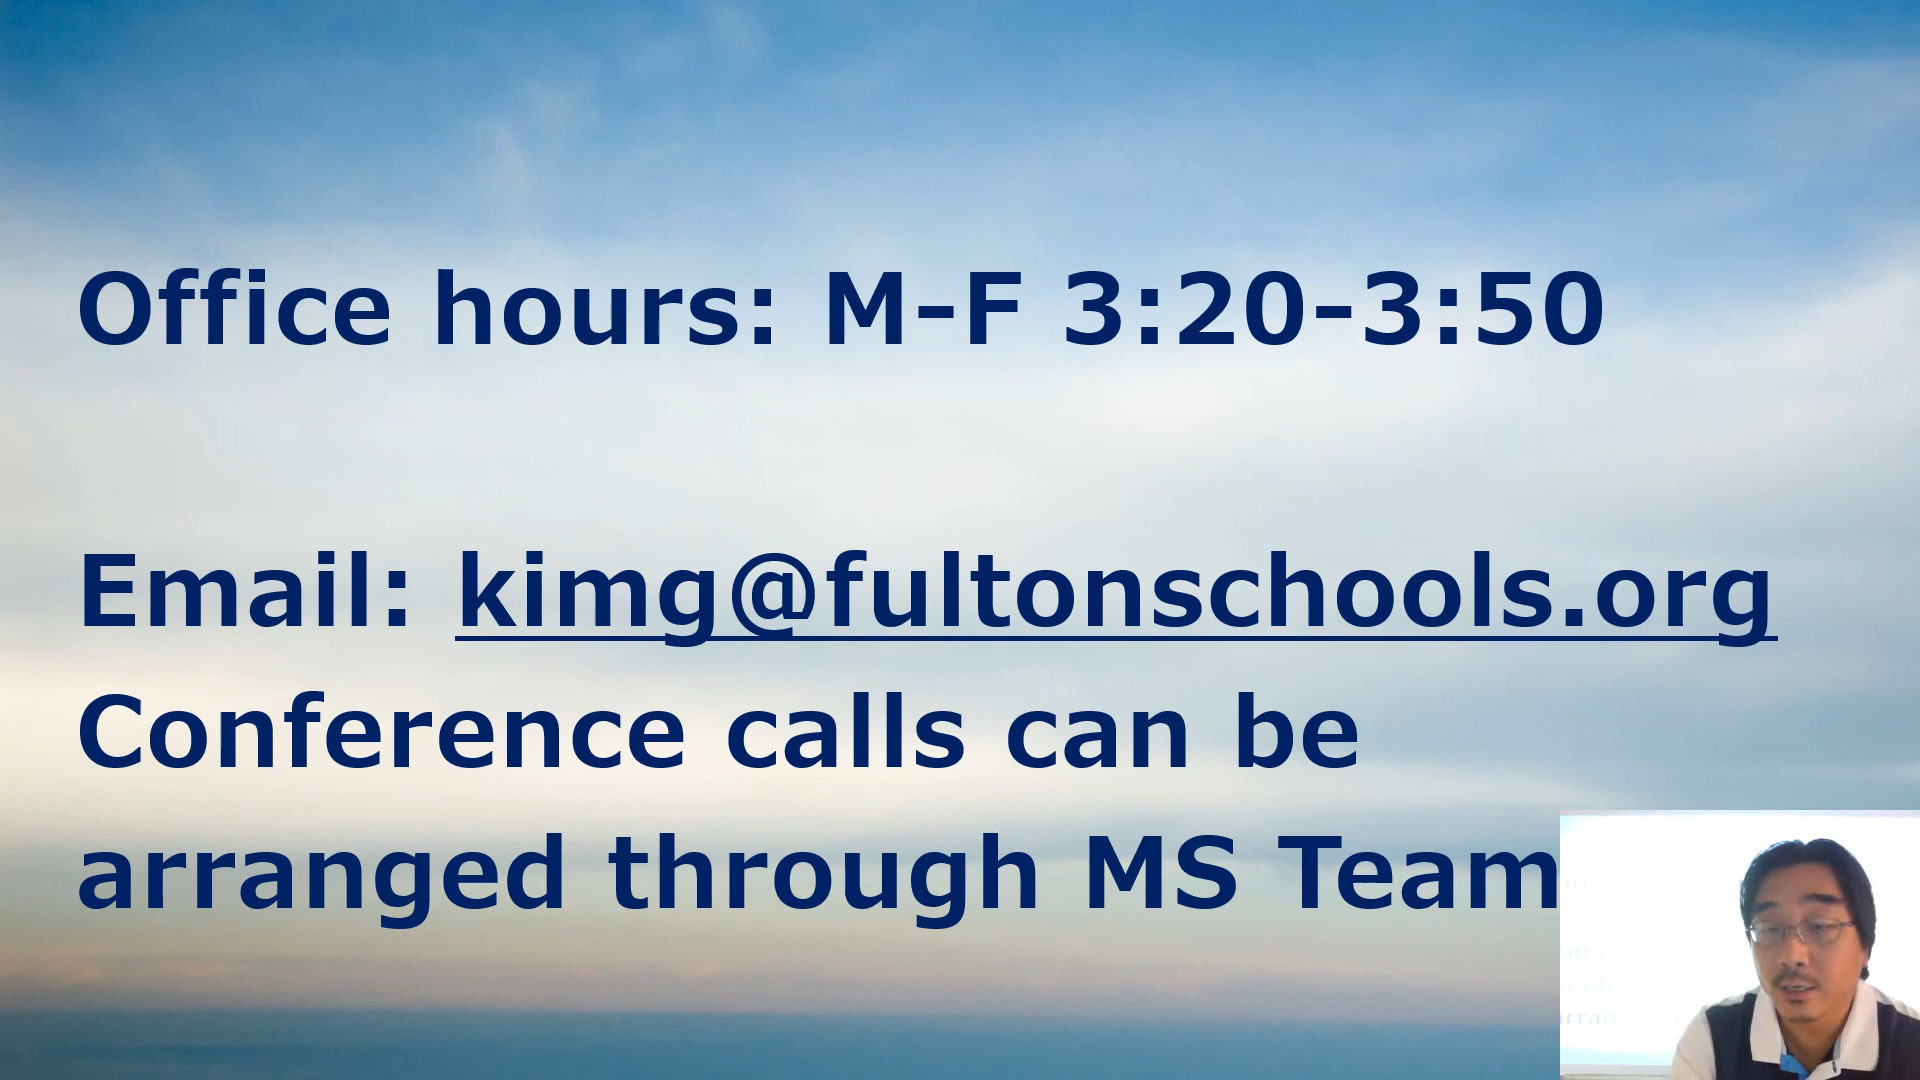 Office hours: M-F 3:20-3:50
Email: kimg@fultonschools.org
Conference calls can be
arranged through MS Team